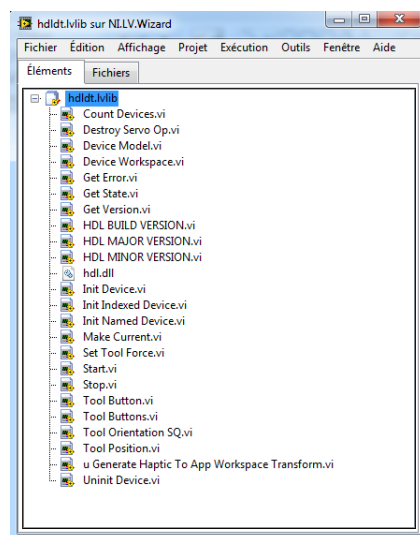 hdldt.lvlib sur NI.LV.Wizard
Fichier Édition Affichage Projet Exécution Outils Fenêtre Aide
Éléments Fichiers
hdldt.lvlib
Count Devices.vi
Destroy Servo Op.vi
Device Model.vi
Device Workspace.vi
Get Error.vi
Get State.vi
Get Version.vi
HDL BUILD VERSION.vi
HDL MAJOR VERSION.vi
HDL MINOR VERSION.vi
hdl.dll
Init Device.vi
Init Indexed Device.vi
Init Named Device.vi
Make Current.vi
Set Tool Force.vi
Start.vi
Stop.vi
Tool Button.vi
Tool Buttons.vi
Tool Orientation SQ.vi
Tool Position.vi
u Generate Haptic To App Workspace Transform.vi
Uninit Device.vi